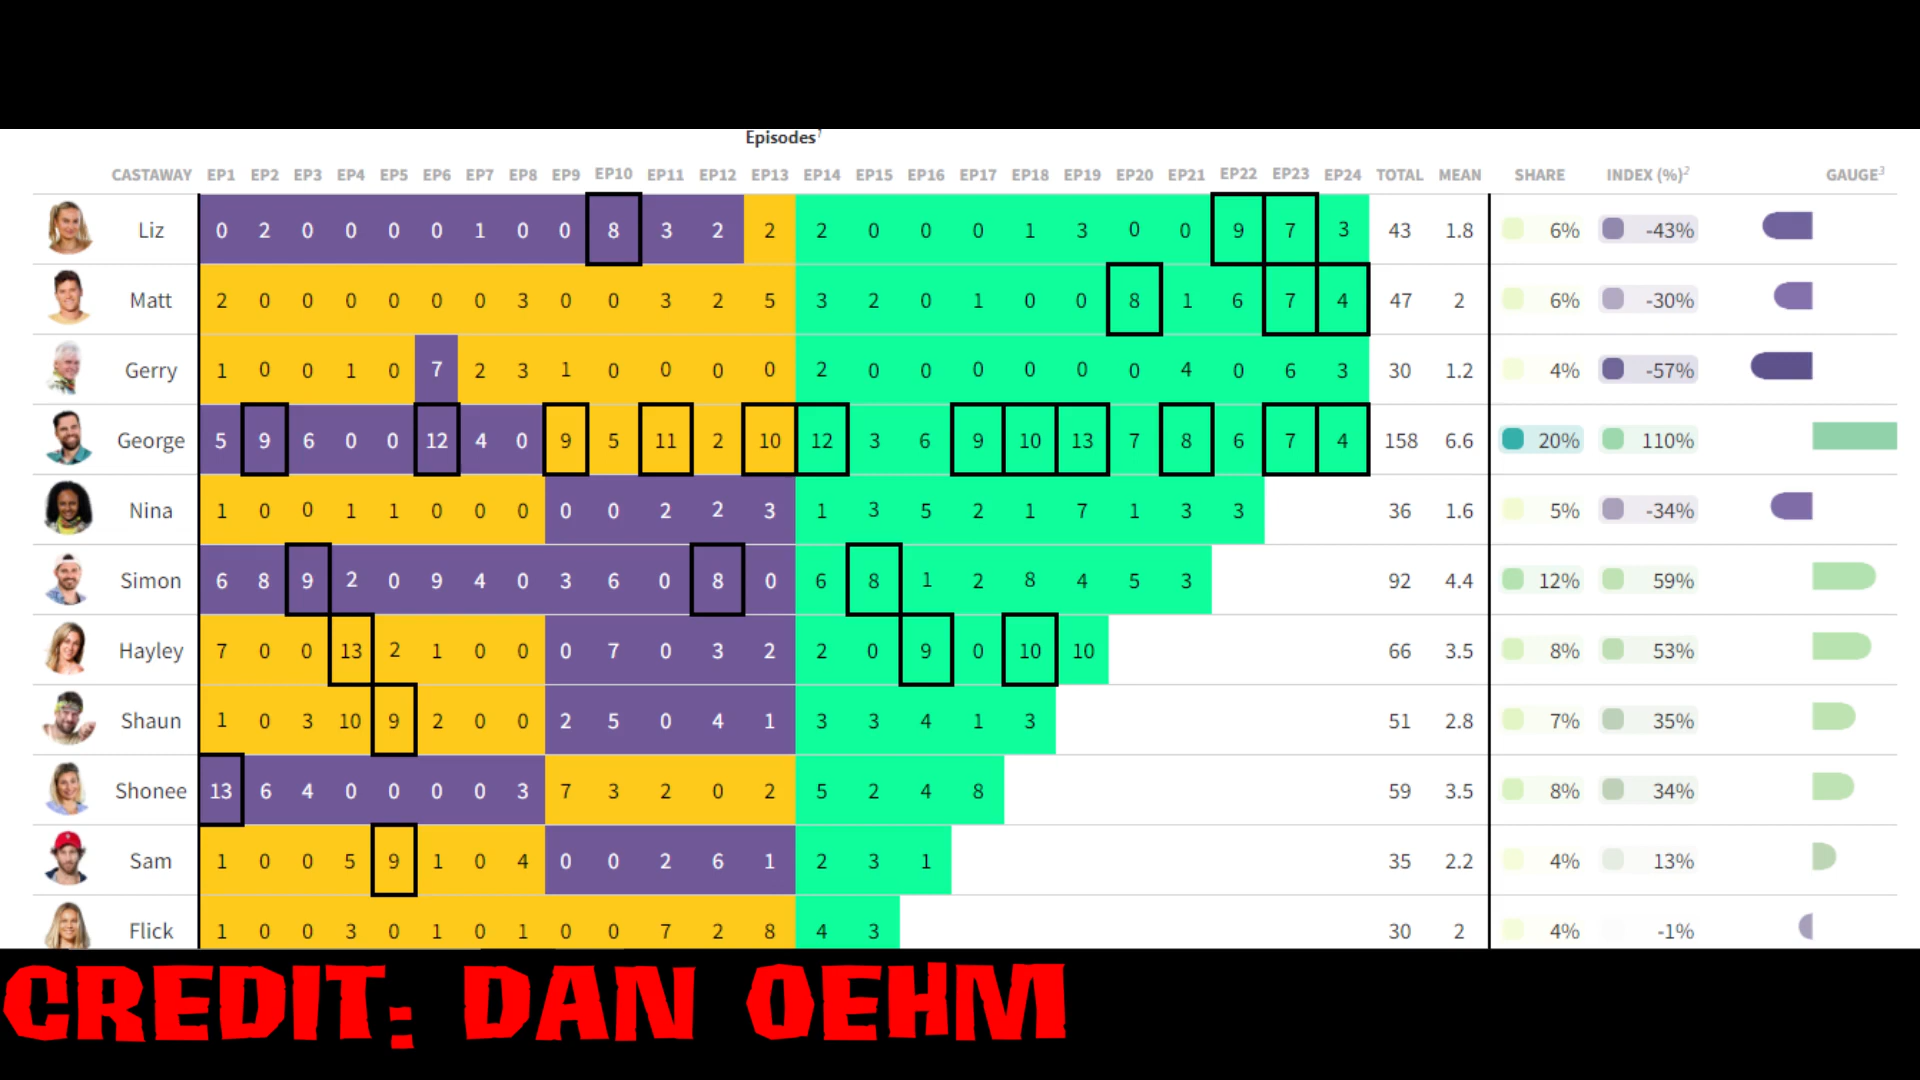 Episodes¹
CASTAWAY EP1 EP2 EP3 EP4 EP5 EP6 EP7 EP8 EP9 EP10 EP11 EP12 EP13 EP14 EP15 EP16 EP17 EP18 EP19 EP20 EP21 EP22 EP23 EP24 TOTAL MEAN SHARE INDEX (%)² GAUGE³
Liz 0 2 0 0 0 0 1 0 0 8 3 2 2 2 0 0 0 1 3 0 0 9 7 3 43 1.8 6% -43%
Matt 2 0 0 0 0 0 0 3 0 0 3 2 5 3 2 0 1 0 0 8 1 6 7 4 47 2 6% -30%
Gerry 1 0 0 1 0 7 2 3 1 0 0 0 0 2 0 0 0 0 0 0 4 0 6 3 30 1.2 4% -57%
George 5 9 6 0 0 12 4 0 9 5 11 2 10 12 3 6 9 10 13 7 8 6 7 4 158 6.6 20% 110%
Nina 1 0 0 1 1 0 0 0 0 0 2 2 3 1 3 5 2 1 7 1 3 3 36 1.6 5% -34%
Simon 6 8 9 2 0 9 4 0 3 6 0 8 0 6 8 1 2 8 4 5 3 92 4.4 12% 59%
Hayley 7 0 0 13 2 1 0 0 0 7 0 3 2 2 0 9 0 10 10 66 3.5 8% 53%
Shaun 1 0 3 10 9 2 0 0 2 5 0 4 1 3 3 4 1 3 51 2.8 7% 35%
Shonee 13 6 4 0 0 0 0 3 7 3 2 0 2 5 2 4 8 59 3.5 8% 34%
Sam 1 0 0 5 9 1 0 4 0 0 2 6 1 2 3 1 35 2.2 4% 13%
Flick 1 0 0 3 0 1 0 1 0 0 7 2 8 4 3 30 2 4% -1%
CREDIT: DAN OEHM